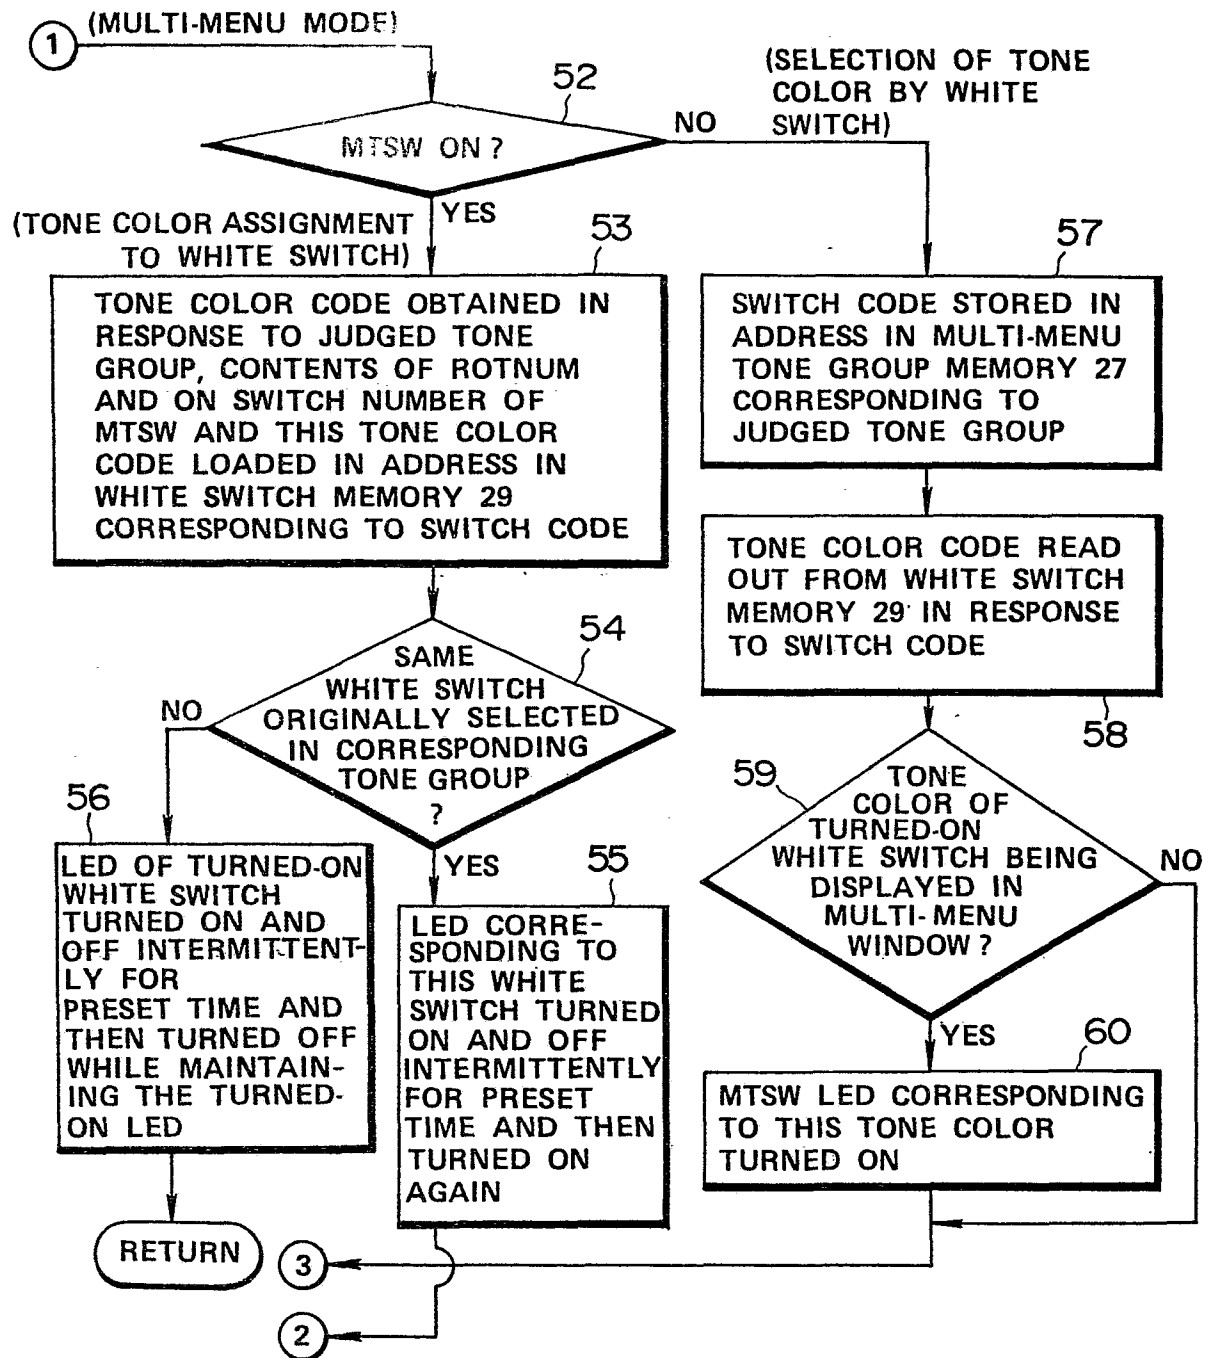 (MULTI-MENU MODE)
1
52
(SELECTION OF TONE
COLOR BY WHITE
SWITCH)
MTSW ON ?
NO
YES
(TONE COLOR ASSIGNMENT
TO WHITE SWITCH)
53
TONE COLOR CODE OBTAINED IN
RESPONSE TO JUDGED TONE
GROUP, CONTENTS OF ROTNUM
AND ON SWITCH NUMBER OF
MTSW AND THIS TONE COLOR
CODE LOADED IN ADDRESS IN
WHITE SWITCH MEMORY 29
CORRESPONDING TO SWITCH CODE
57
SWITCH CODE STORED IN
ADDRESS IN MULTI-MENU
TONE GROUP MEMORY 27
CORRESPONDING TO
JUDGED TONE GROUP
TONE COLOR CODE READ
OUT FROM WHITE SWITCH
MEMORY 29 IN RESPONSE
TO SWITCH CODE
58
54
SAME
WHITE SWITCH
ORIGINALLY SELECTED
IN CORRESPONDING
TONE GROUP
?
NO
YES
56
LED OF TURNED-ON
WHITE SWITCH
TURNED ON AND
OFF INTERMITTENT-
LY FOR
PRESET TIME AND
THEN TURNED OFF
WHILE MAINTAIN-
ING THE TURNED-
ON LED
55
LED CORRE-
SPONDING TO
THIS WHITE
SWITCH TURNED
ON AND OFF
INTERMITTENTLY
FOR PRESET
TIME AND THEN
TURNED ON
AGAIN
59
TONE
COLOR OF
TURNED-ON
WHITE SWITCH BEING
DISPLAYED IN
MULTI-MENU
WINDOW ?
NO
YES
60
MTSW LED CORRESPONDING
TO THIS TONE COLOR
TURNED ON
RETURN
3
2